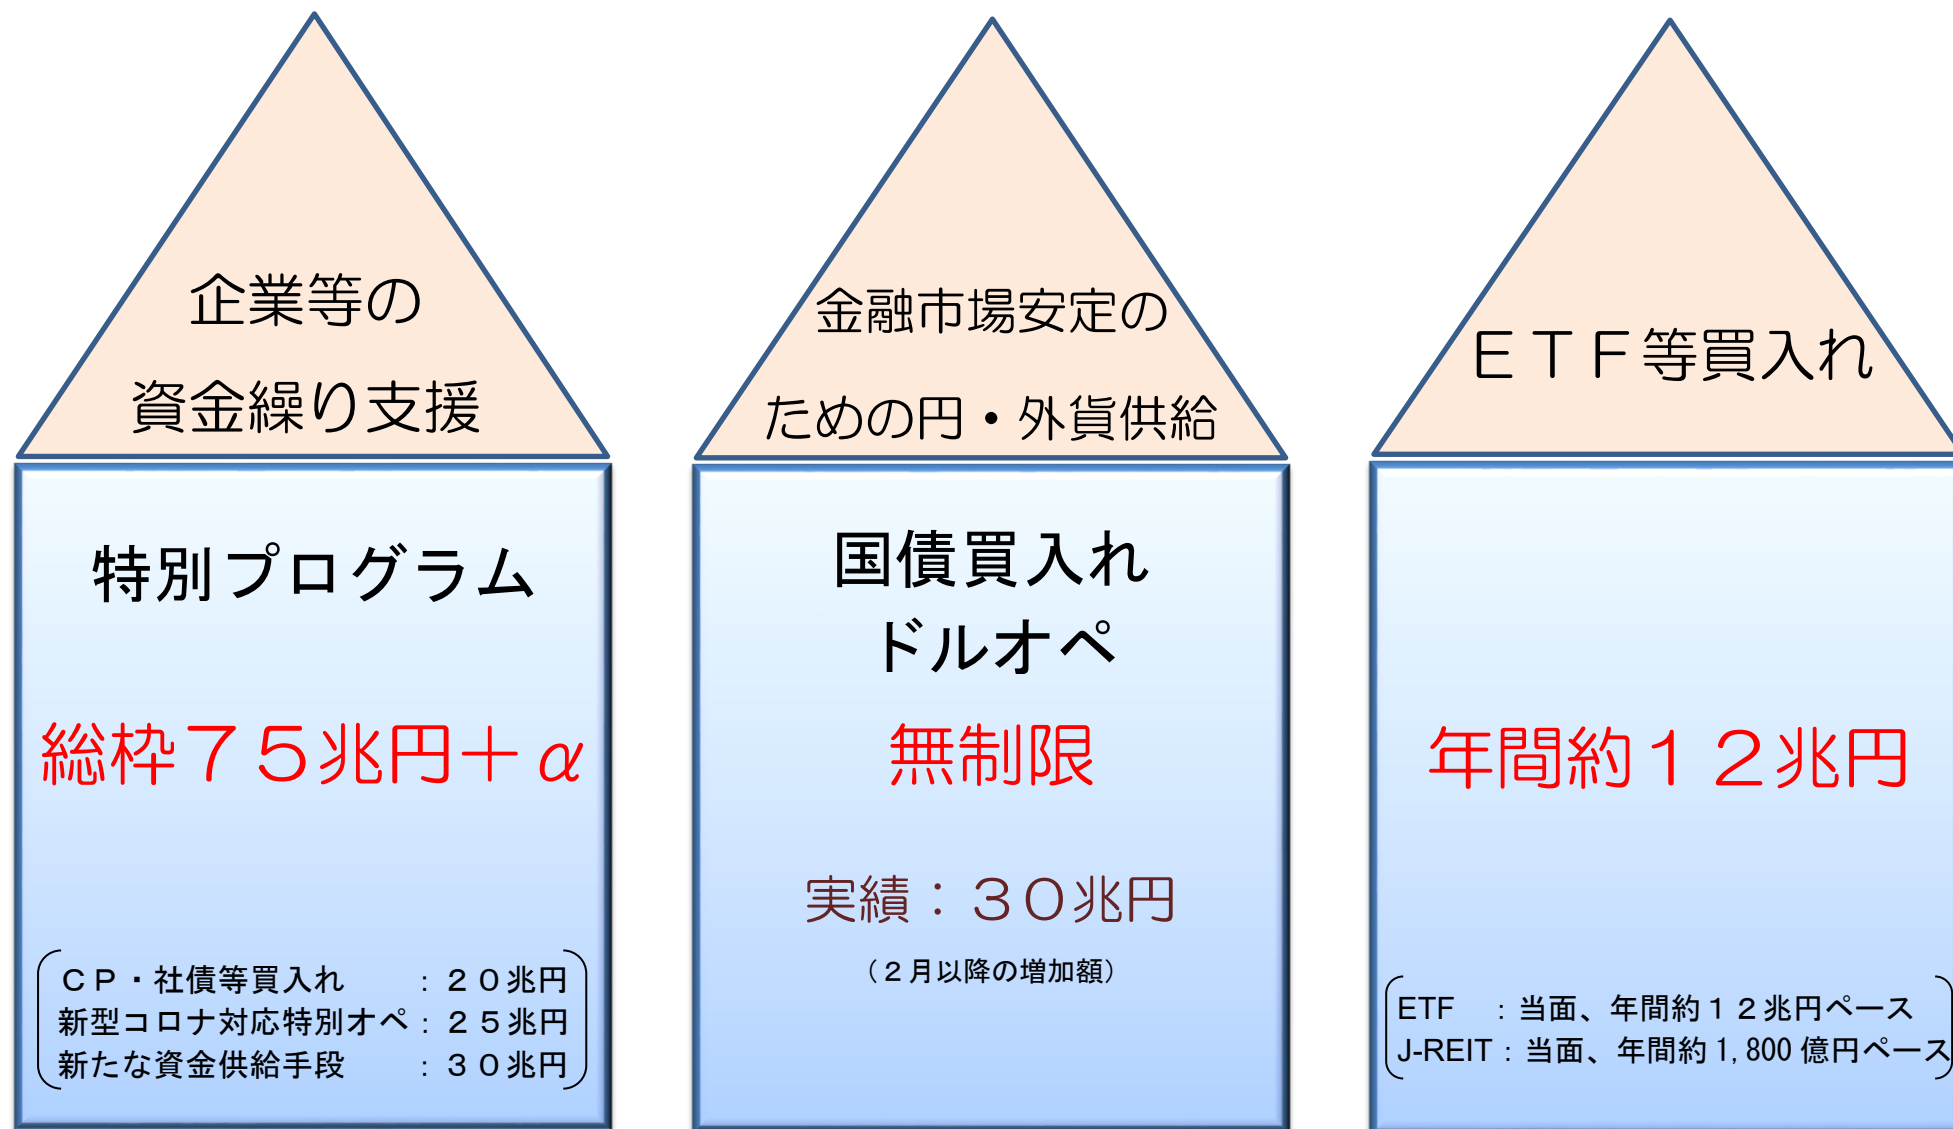 企業等の
資金繰り支援
特別プログラム
総枠７５兆円＋α
ＣＰ・社債等買入れ　　：２０兆円
新型コロナ対応特別オペ：２５兆円
新たな資金供給手段　　：３０兆円
金融市場安定の
ための円・外貨供給
国債買入れ
ドルオペ
無制限
実績：３０兆円
（２月以降の増加額）
ＥＴＦ等買入れ
年間約１２兆円
ETF　：当面、年間約１２兆円ペース
J-REIT：当面、年間約1,800億円ペース